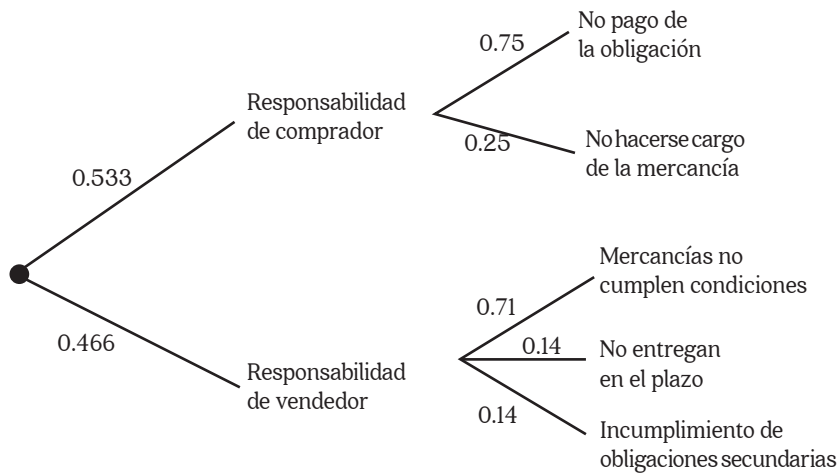 No pago de
la obligación
0.75
Responsabilidad
de comprador
No hacerse cargo
de la mercancía
0.25
0.533
Mercancías no
cumplen condiciones
0.71
0.14
No entregan
en el plazo
0.466
Responsabilidad
de vendedor
0.14
Incumplimiento de
obligaciones secundarias